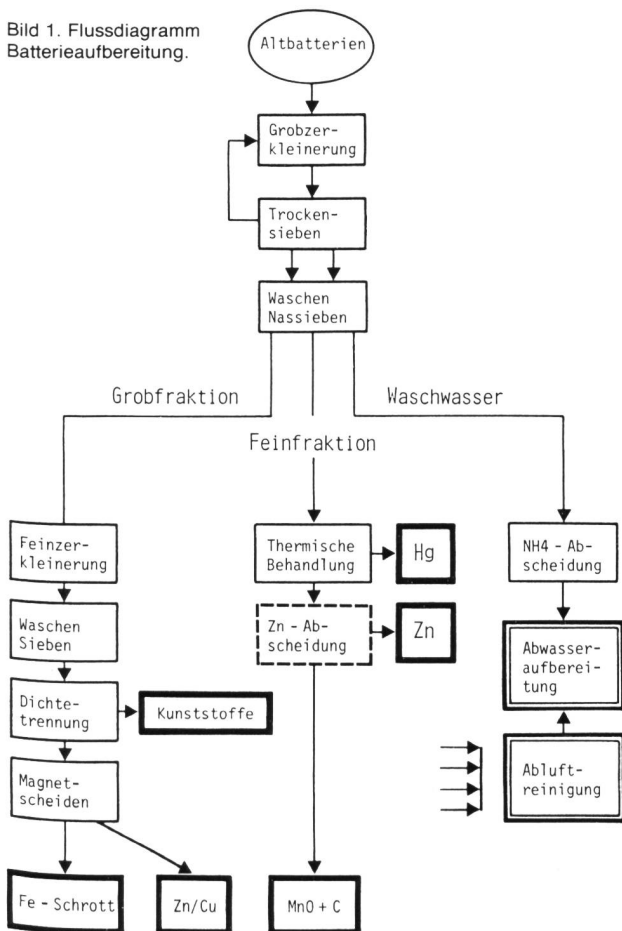 Bild 1. Flussdiagramm
Batterieaufbereitung.
Altbatterien
Grobzer-
kleinerung
Trocken-
sieben
Waschen
Nassieben
Grobfraktion
Waschwasser
Feinfraktion
Feinzer-
kleinerung
Thermische
Behandlung
Hg
NH4 - Ab-
scheidung
Waschen
Sieben
Zn - Ab-
scheidung
Zn
Abwasser-
aufberei-
tung
Dichte-
trennung
Kunststoffe
Magnet-
scheiden
Abluft-
reinigung
Fe - Schrott
Zn/Cu
MnO + C